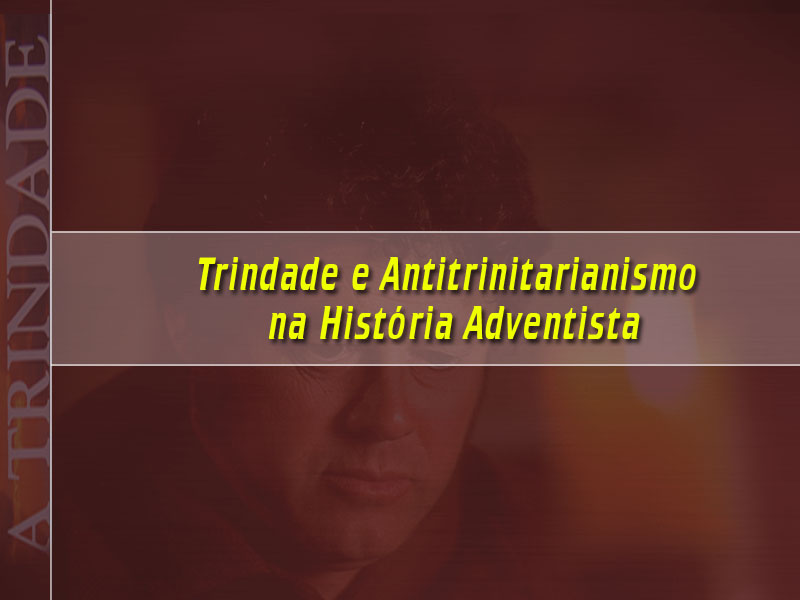 A TRINDADE
Trindade e Antitrinitarianismo
na História Adventista